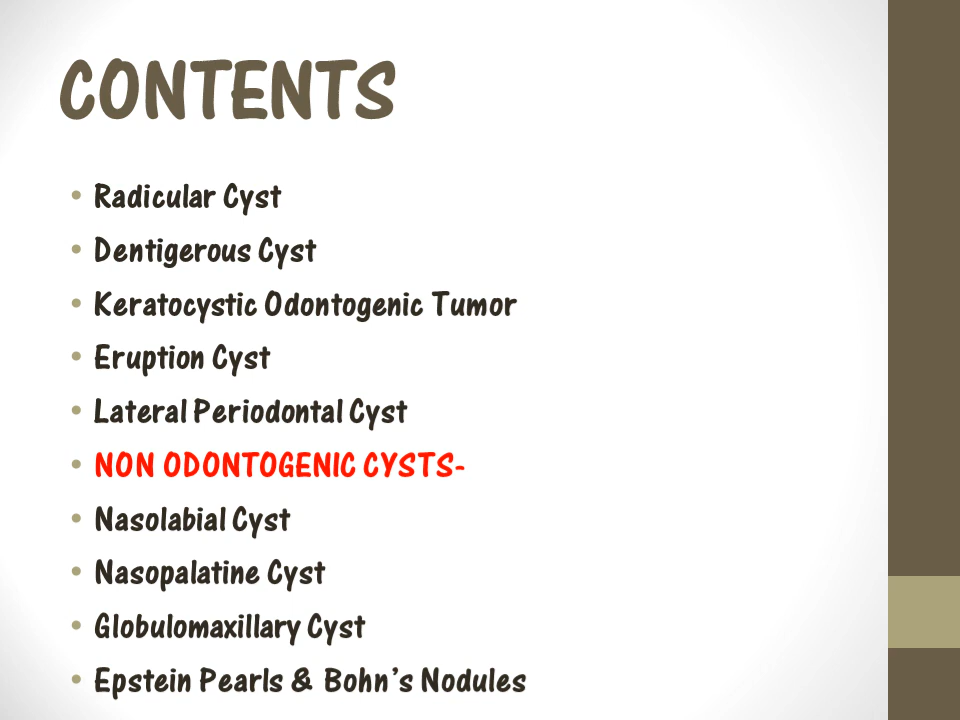 CONTENTS
• Radicular Cyst
• Dentigerous Cyst
• Keratocystic Odontogenic Tumor
• Eruption Cyst
• Lateral Periodontal Cyst
• NON ODONTOGENIC CYSTS-
• Nasolabial Cyst
• Nasopalatine Cyst
• Globulomaxillary Cyst
• Epstein Pearls & Bohn’s Nodules